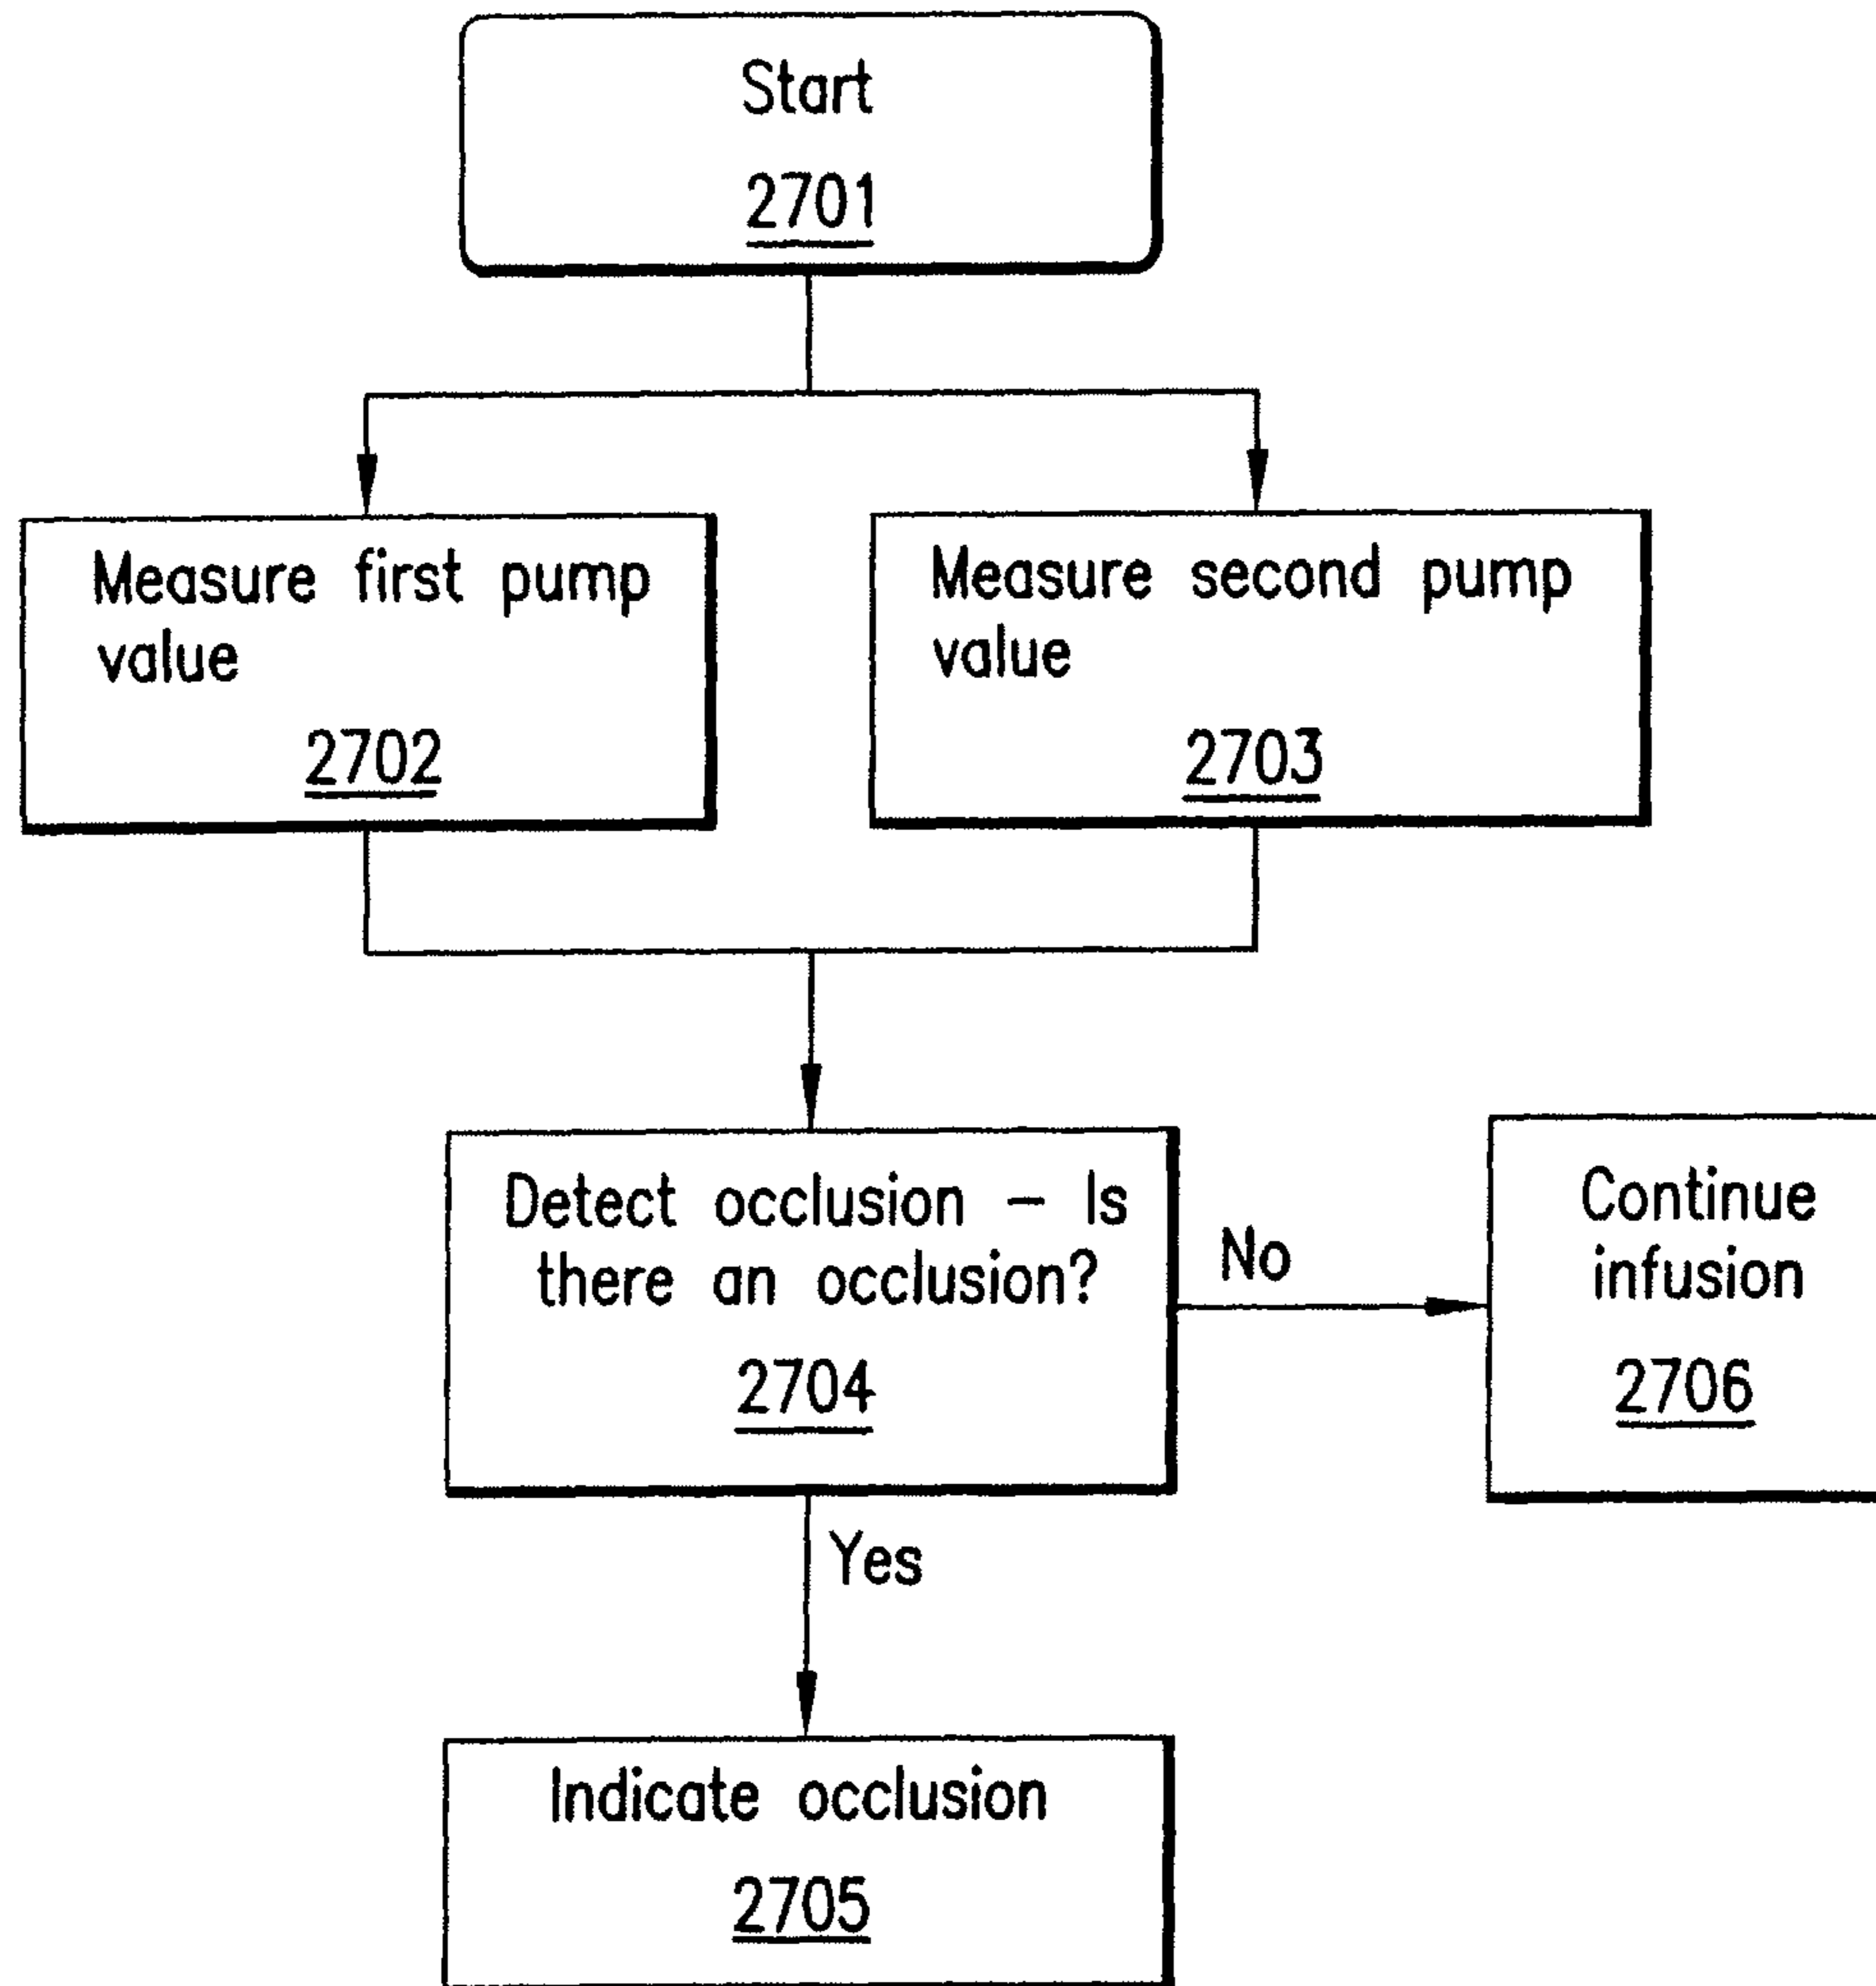 Start
2701
Measure first pump
value
2702
Measure second pump
value
2703
Detect occlusion – Is
there an occlusion?
2704
No
Continue
infusion
2706
Yes
Indicate occlusion
2705